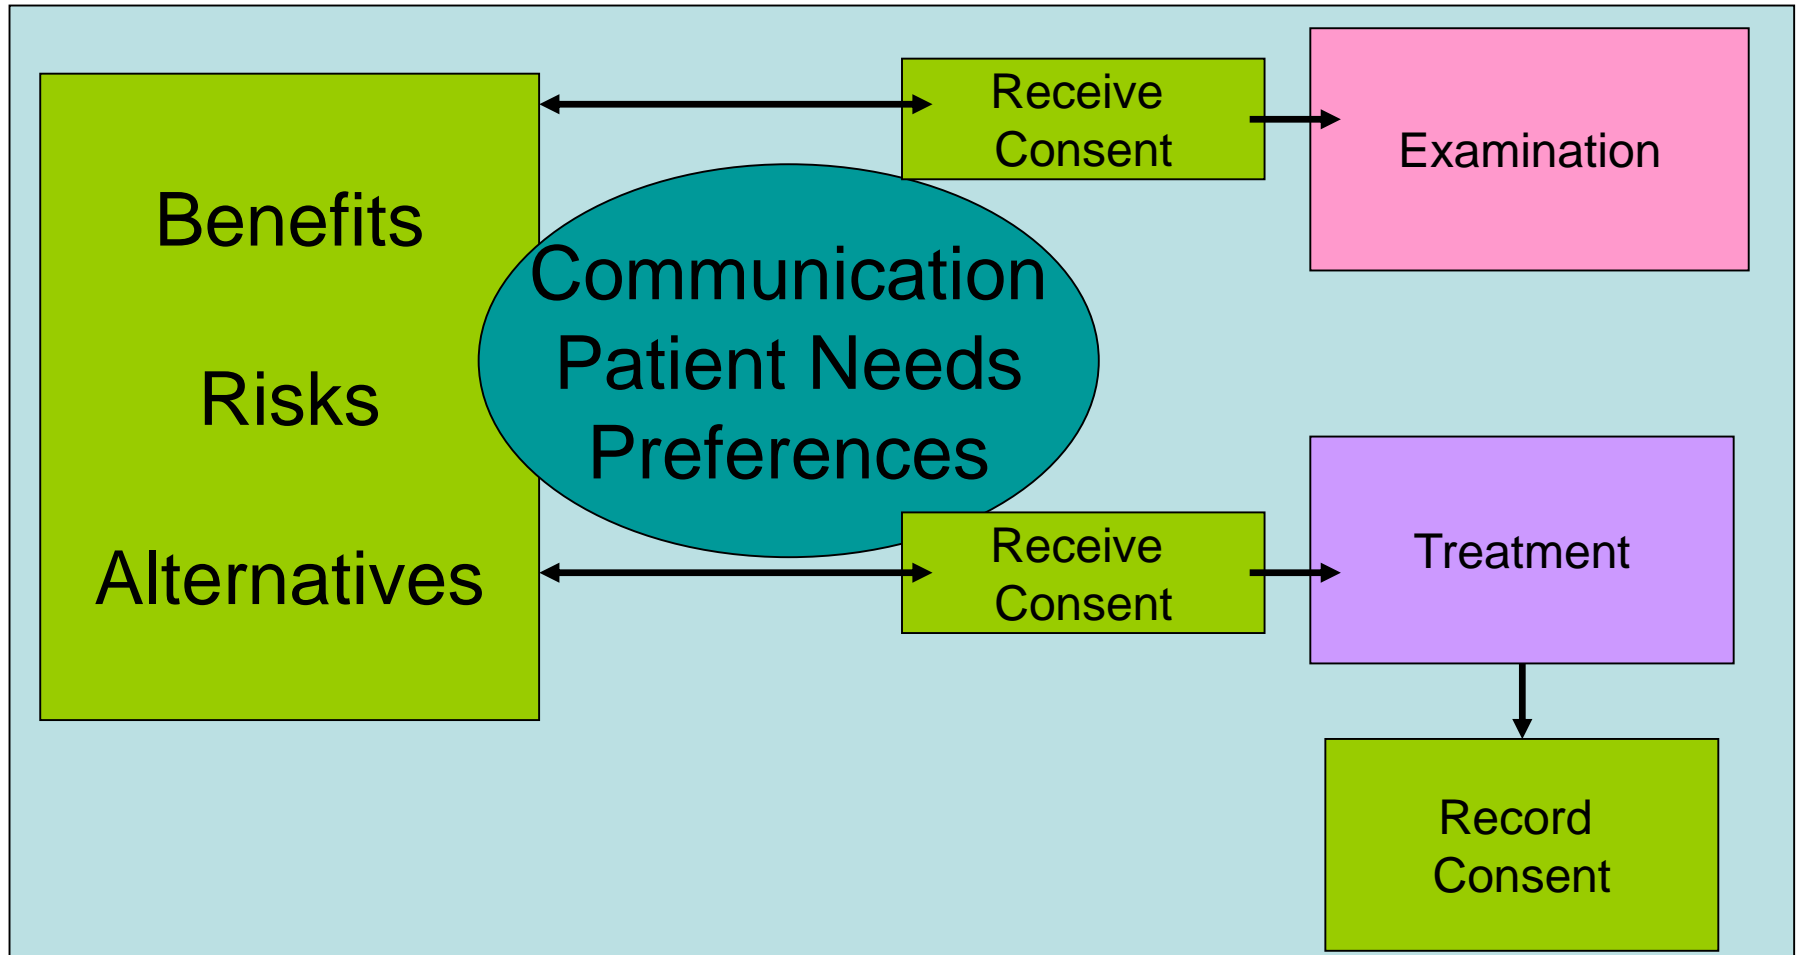 Benefits
Risks
Alternatives
Communication
Patient Needs
Preferences
Receive
Consent
Examination
Receive
Consent
Treatment
Record
Consent